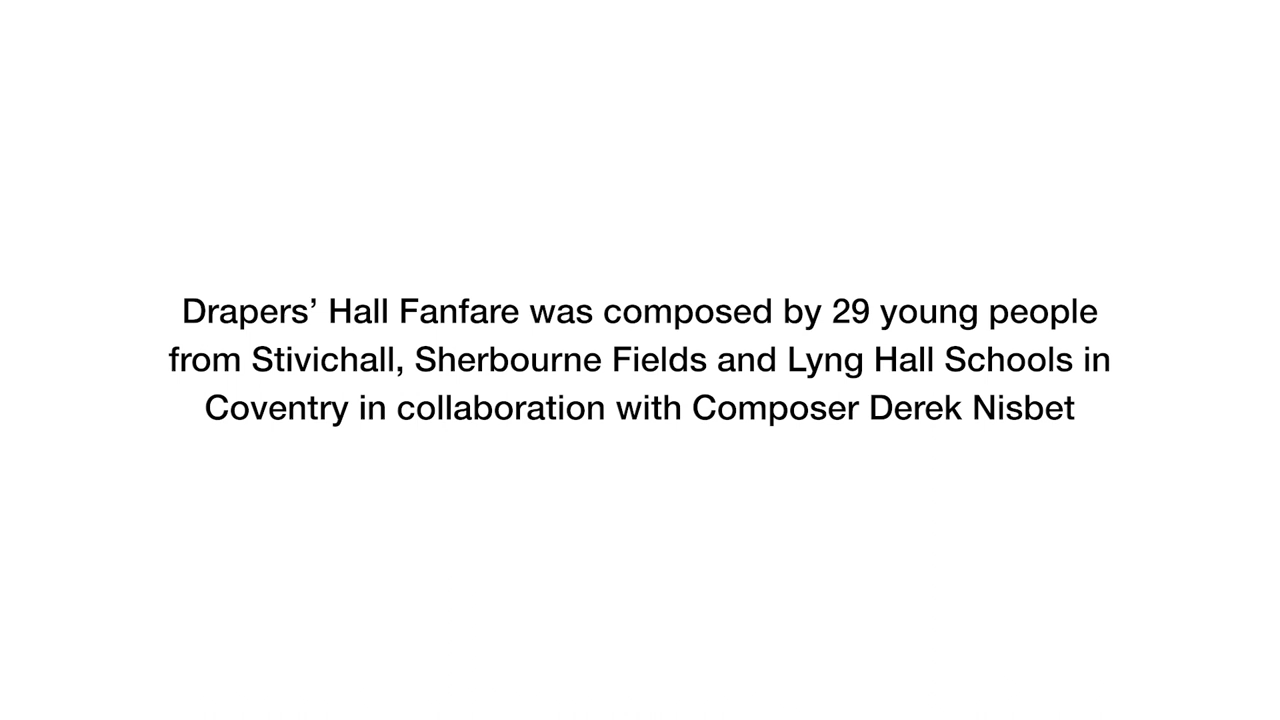 Drapers’ Hall Fanfare was composed by 29 young people
from Stivichall, Sherbourne Fields and Lyng Hall Schools in
Coventry in collaboration with Composer Derek Nisbet